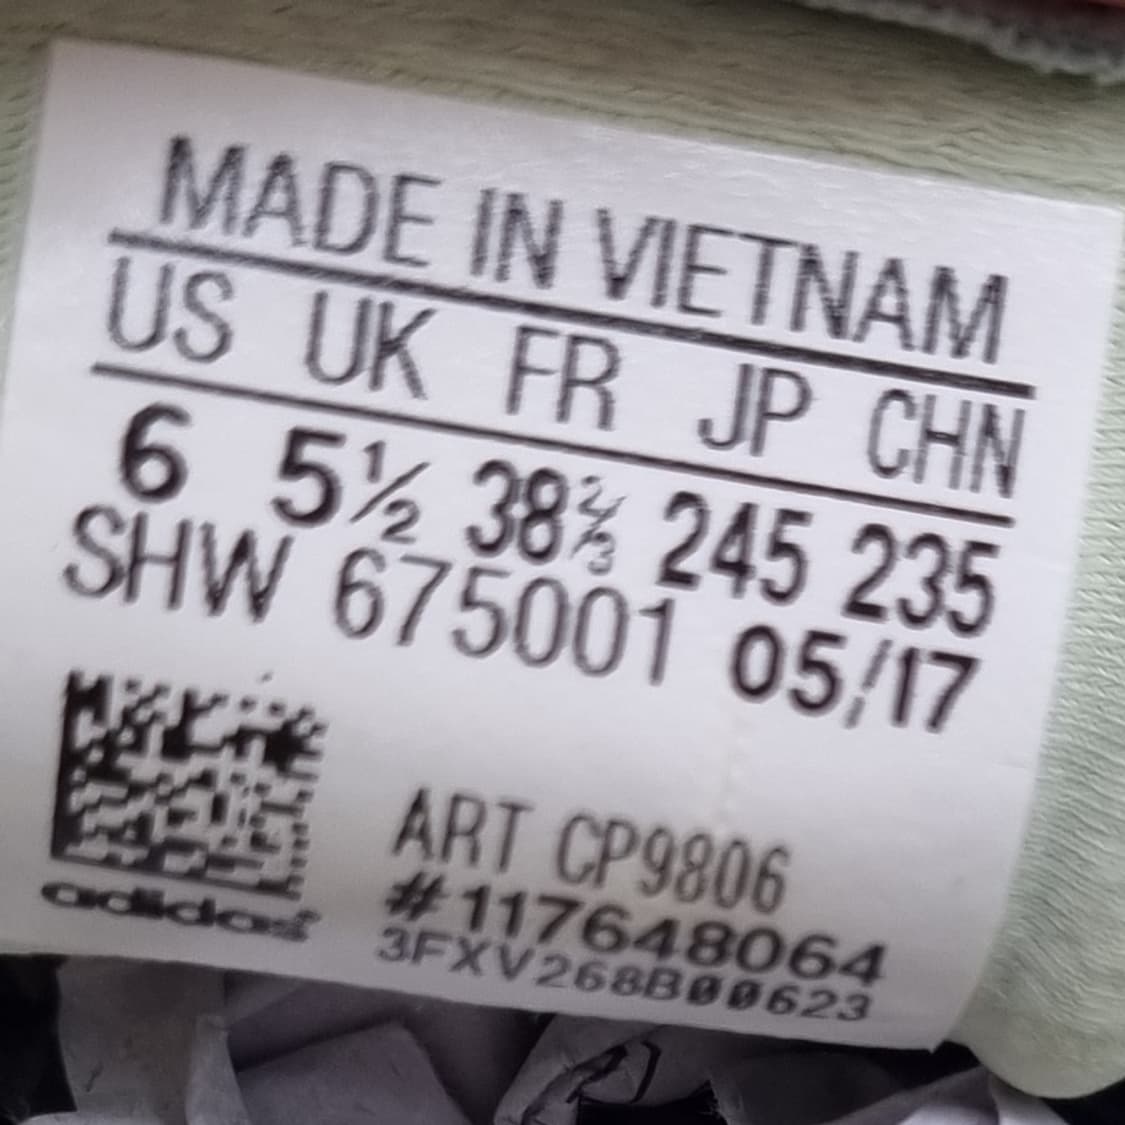 MADE IN VIETNAM
US UK FR JP CHN
6 5½ 38⅔ 245 235
SHW 675001 05/17
ART CP9806
#117648064
3FXV268B00623
adidas